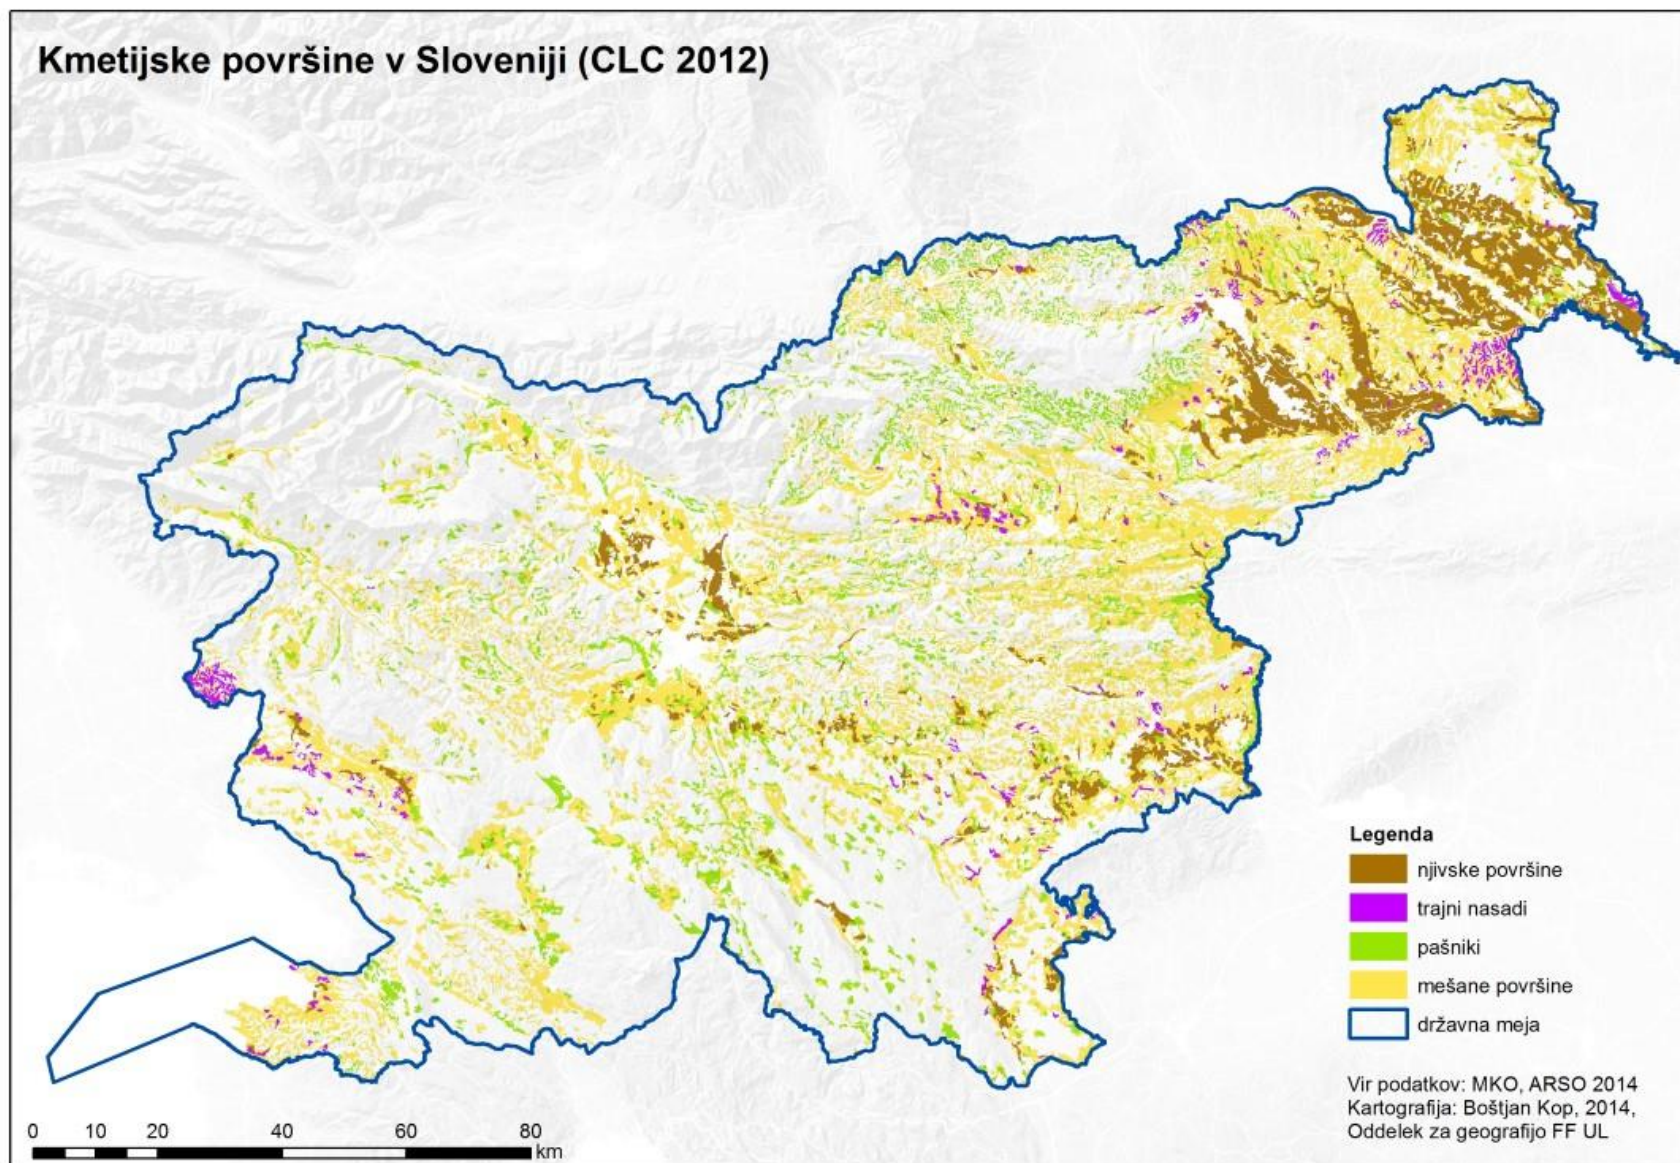 Kmetijske površine v Sloveniji (CLC 2012)
Legenda
njivske površine
trajni nasadi
pašniki
mešane površine
državna meja
Vir podatkov: MKO, ARSO 2014
Kartografija: Boštjan Kop, 2014,
Oddelek za geografijo FF UL
0 10 20 40 60 80
km